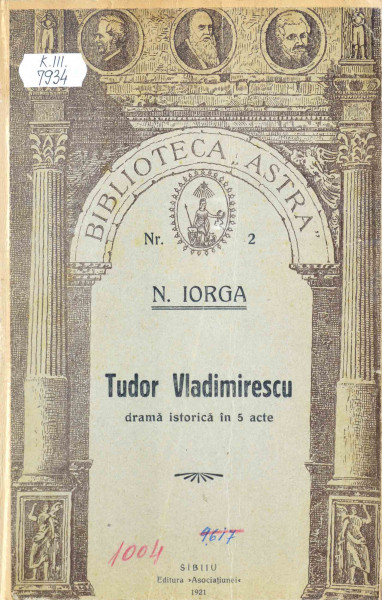 K.III.
7934
BIBLIOTECA „ASTRA”
Nr. 2
N. IORGA
Tudor Vladimirescu
dramă istorică în 5 acte
1004
9617
SIBIIU
Editura »Asociațiunei«
1921